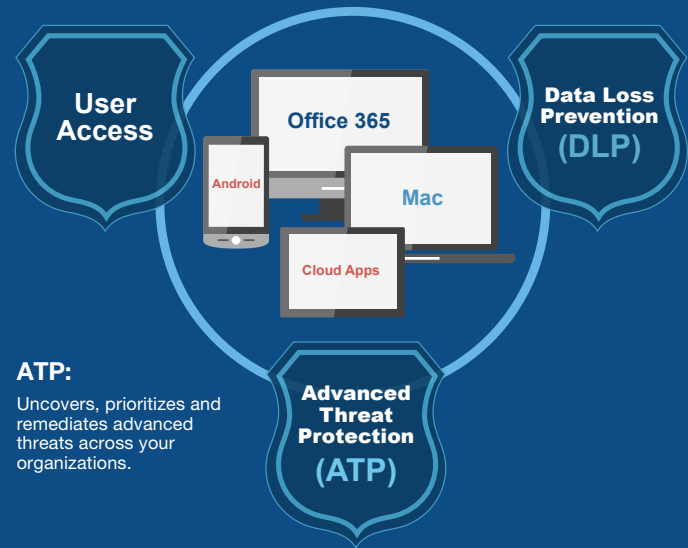 User
Access
Office 365
Android
Mac
Cloud Apps
Data Loss
Prevention
(DLP)
ATP:
Uncovers, prioritizes and
remediates advanced
threats across your
organizations.
Advanced
Threat
Protection
(ATP)